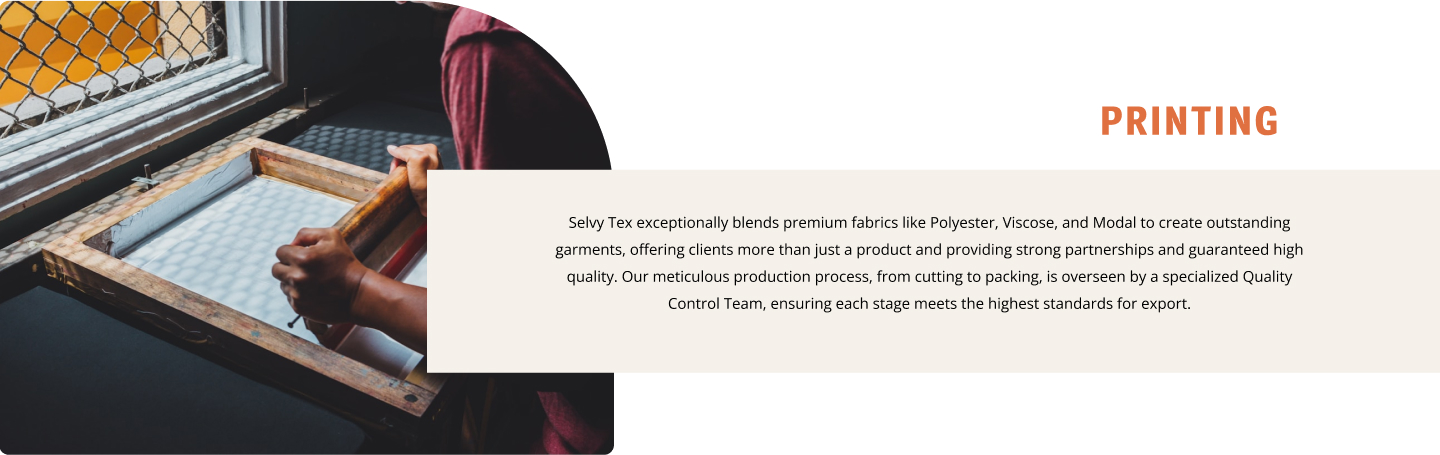 PRINTING
Selvy Tex exceptionally blends premium fabrics like Polyester, Viscose, and Modal to create outstanding
garments, offering clients more than just a product and providing strong partnerships and guaranteed high
quality. Our meticulous production process, from cutting to packing, is overseen by a specialized Quality
Control Team, ensuring each stage meets the highest standards for export.